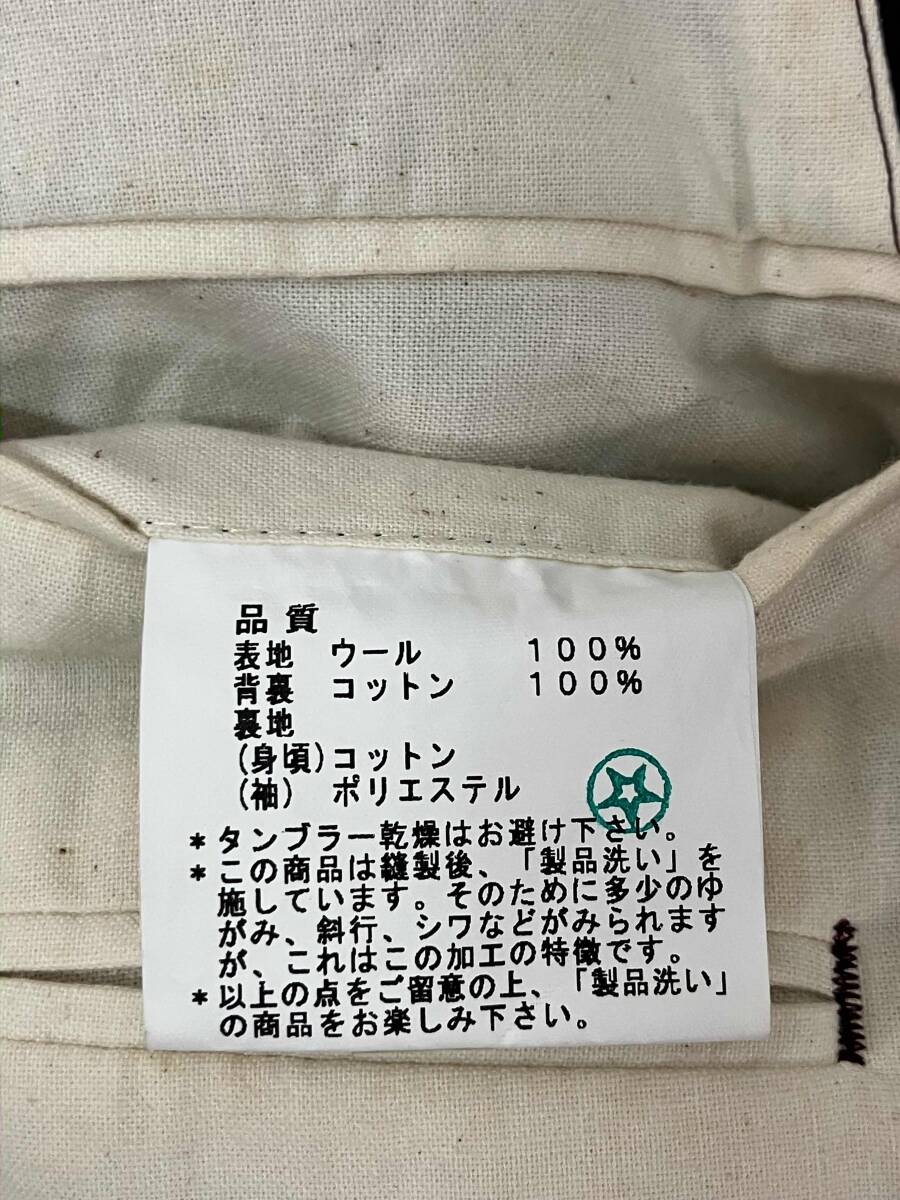 品質
表地 ウール 100%
背裏 コットン 100%
裏地
(身頃)コットン
(袖) ポリエステル
*タンブラー乾燥はお避け下さい。
*この商品は縫製後、「製品洗い」を
施しています。そのために多少のゆ
がみ、斜行、シワなどがみられます
が、これはこの加工の特徴です。
*以上の点をご留意の上、「製品洗い」
の商品をお楽しみ下さい。